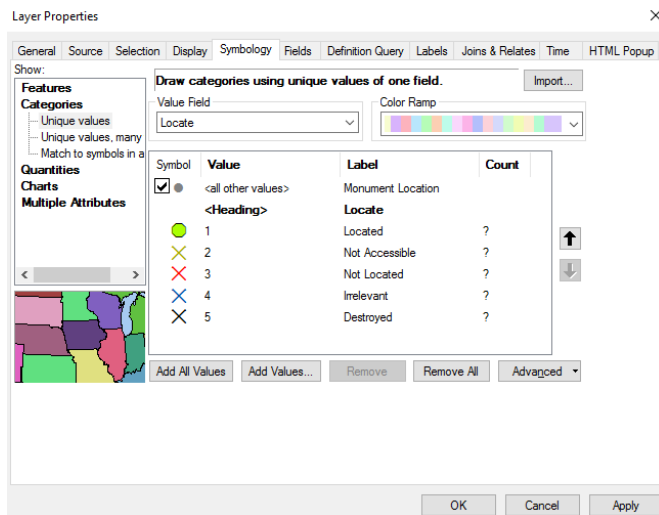 Layer Properties
General Source Selection Display Symbology Fields Definition Query Labels Joins & Relates Time HTML Popup
Show:
Features
Categories
Unique values
Unique values, many
Match to symbols in a
Quantities
Charts
Multiple Attributes
Draw categories using unique values of one field.
Import...
Value Field
Locate
Color Ramp
Symbol Value Label Count
<all other values> Monument Location
<Heading> Locate
1 Located ?
2 Not Accessible ?
3 Not Located ?
4 Irrelevant ?
5 Destroyed ?
Add All Values Add Values... Remove Remove All Advanced
OK Cancel Apply